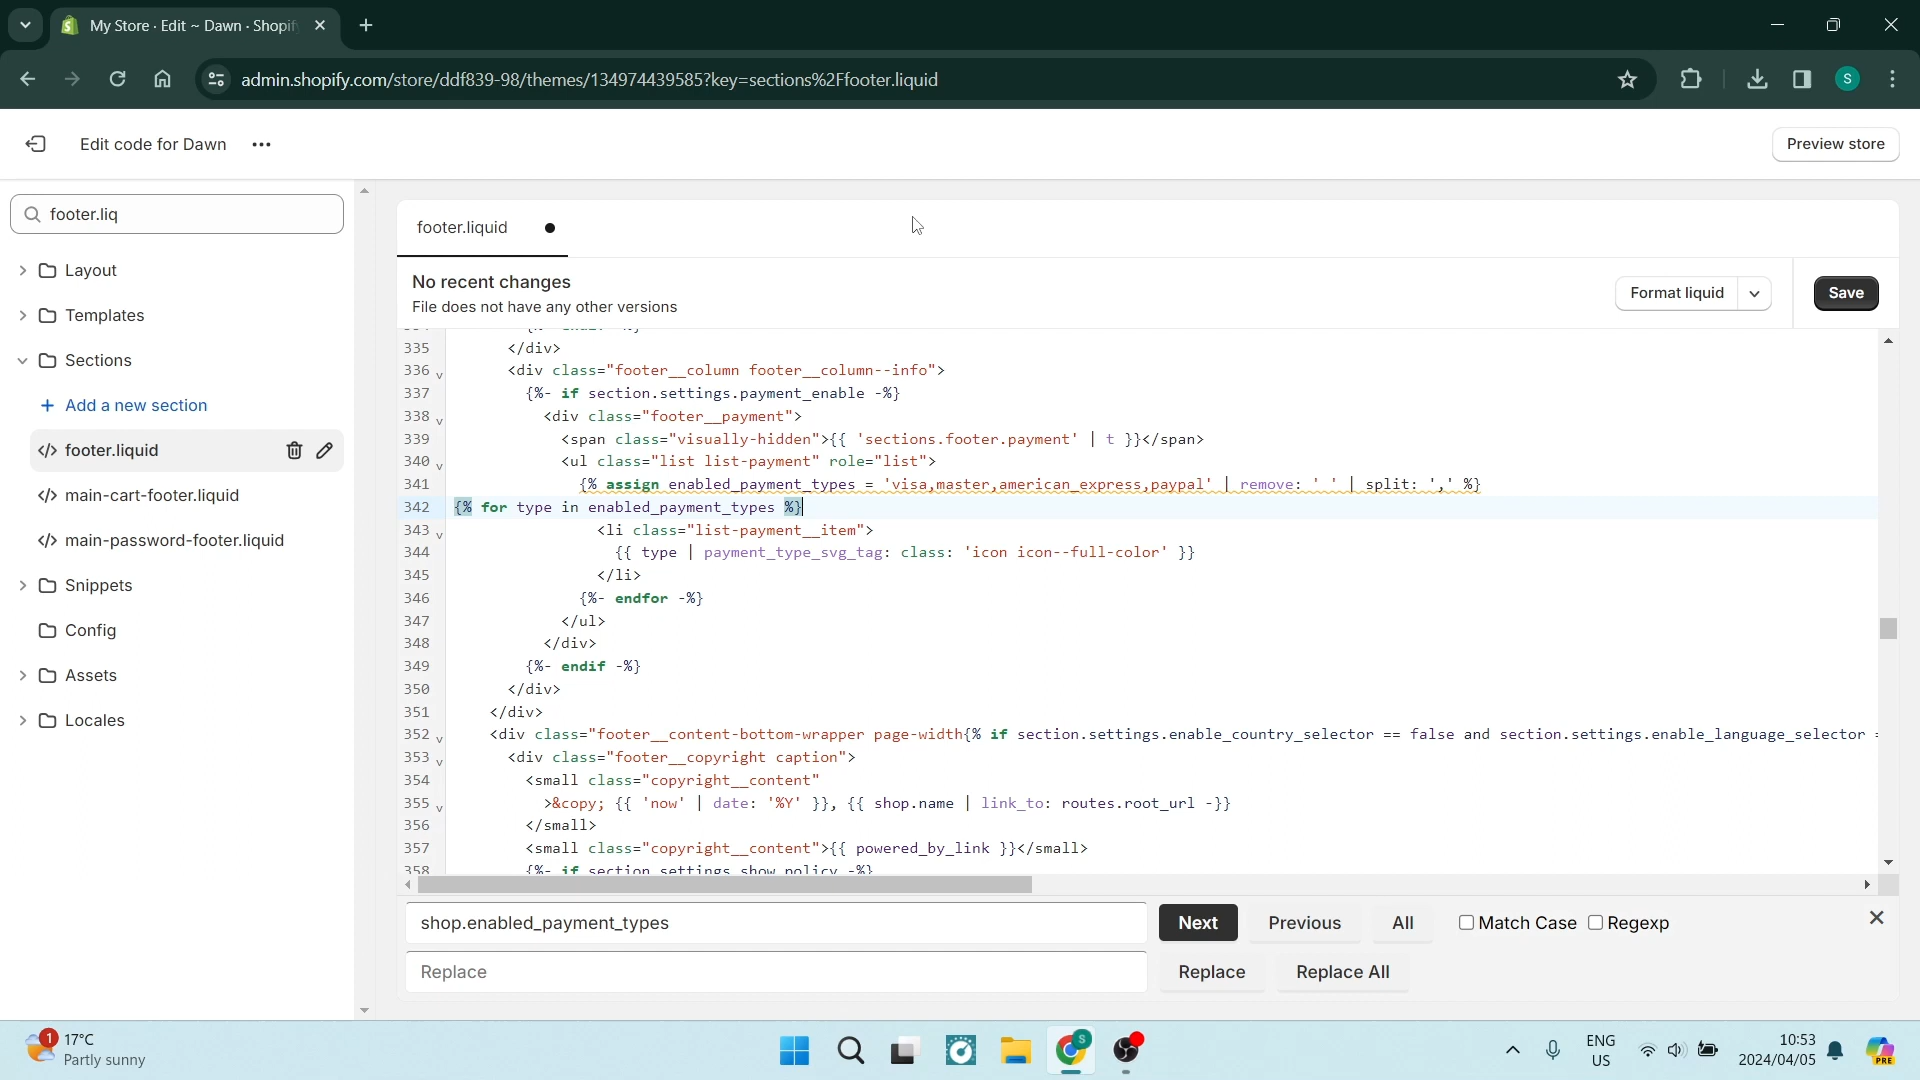 My Store · Edit ~ Dawn · Shopif
admin.shopify.com/store/ddf839-98/themes/134974439585?key=sections%2Ffooter.liquid
S
Edit code for Dawn
Preview store
footer.liq
Layout
Templates
Sections
Add a new section
footer.liquid
main-cart-footer.liquid
main-password-footer.liquid
Snippets
Config
Assets
Locales
footer.liquid
No recent changes
File does not have any other versions
Format liquid
Save
335 </div>
336 <div class="footer__column footer__column--info">
337 {%- if section.settings.payment_enable -%}
338 <div class="footer__payment">
339 <span class="visually-hidden">{{ 'sections.footer.payment' | t }}</span>
340 <ul class="list list-payment" role="list">
341 {% assign enabled_payment_types = 'visa,master,american_express,paypal' | remove: ' ' | split: ',' %}
342 {% for type in enabled_payment_types %}
343 <li class="list-payment__item">
344 {{ type | payment_type_svg_tag: class: 'icon icon--full-color' }}
345 </li>
346 {%- endfor -%}
347 </ul>
348 </div>
349 {%- endif -%}
350 </div>
351 </div>
352 <div class="footer__content-bottom-wrapper page-width{% if section.settings.enable_country_selector == false and section.settings.enable_language_selector =
353 <div class="footer__copyright caption">
354 <small class="copyright__content"
355 >&copy; {{ 'now' | date: '%Y' }}, {{ shop.name | link_to: routes.root_url -}}
356 </small>
357 <small class="copyright__content">{{ powered_by_link }}</small>
358 {%- if section.settings.show_policy -%}
shop.enabled_payment_types
Next
Previous
All
Match Case
Regexp
Replace
Replace
Replace All
1
17°C
Partly sunny
S
ENG
US
10:53
2024/04/05
PRE